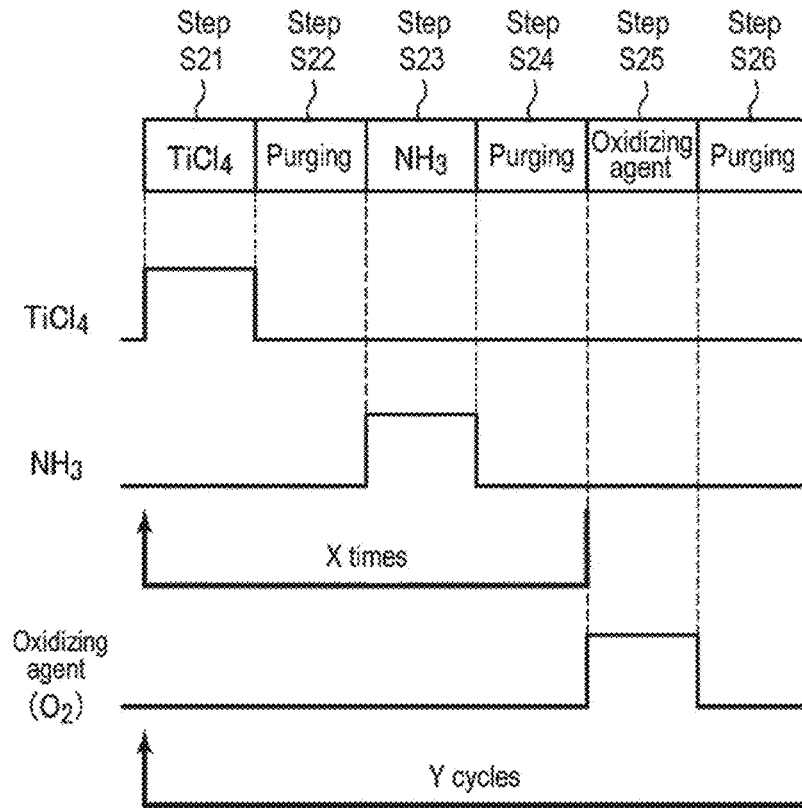 Step Step Step Step Step Step
S21 S22 S23 S24 S25 S26
TiCl4 Purging NH3 Purging Oxidizing agent Purging
TiCl4
NH3
X times
Oxidizing
agent
(O2)
Y cycles